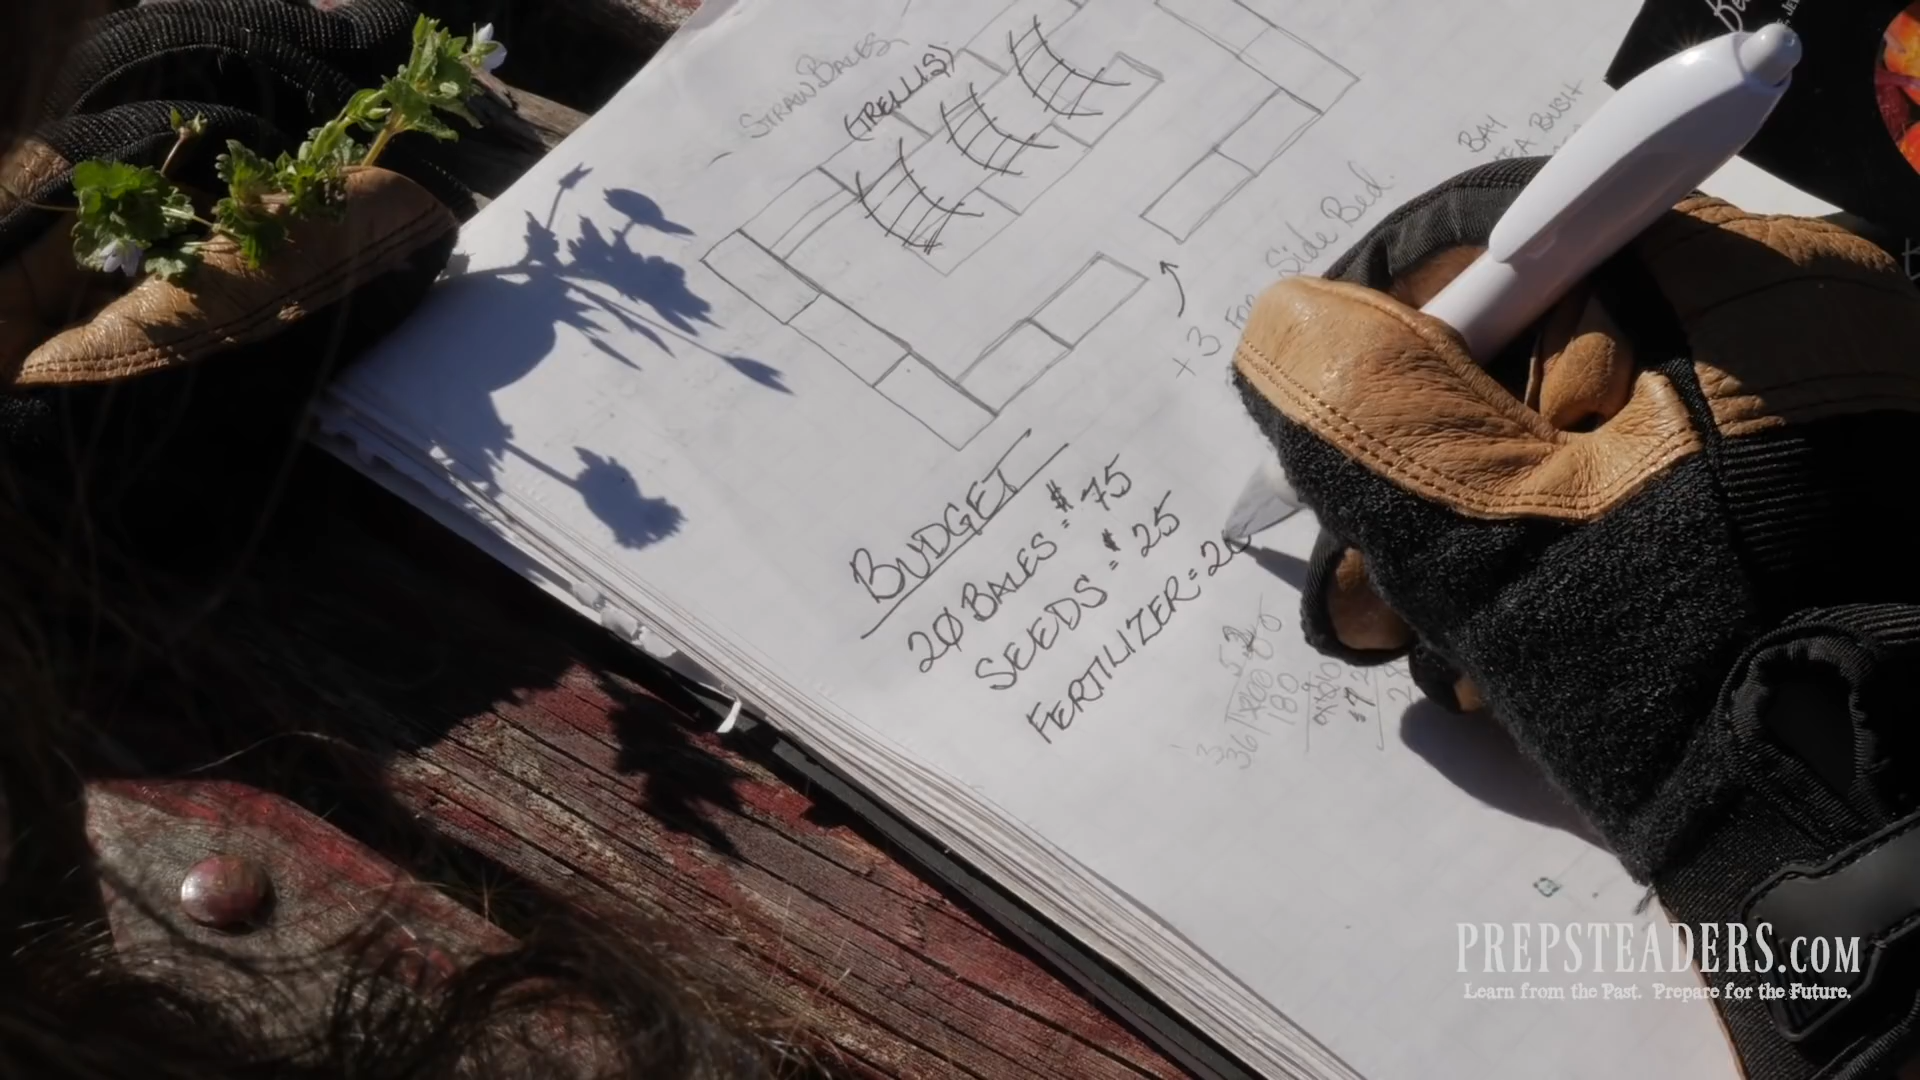 STRAW BALES
(TRELLIS)
BAY
BUSH
+3 FOR Side Bed.
BUDGET
20 BALES = $75
SEEDS = $25
FERTILIZER = 20
180
PREPSTEADERS.COM
Learn from the Past. Prepare for the Future.